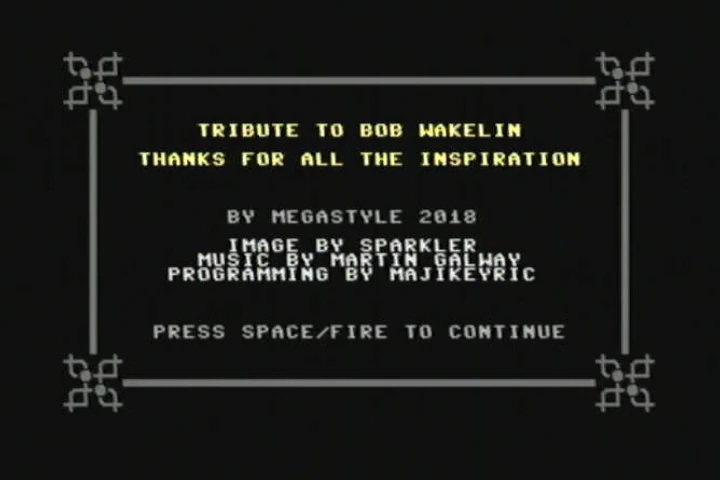 TRIBUTE TO BOB WAKELIN
THANKS FOR ALL THE INSPIRATION
BY MEGASTYLE 2018
IMAGE BY SPARKLER
MUSIC BY MARTIN GALWAY
PROGRAMMING BY MAJIKEYRIC
PRESS SPACE/FIRE TO CONTINUE